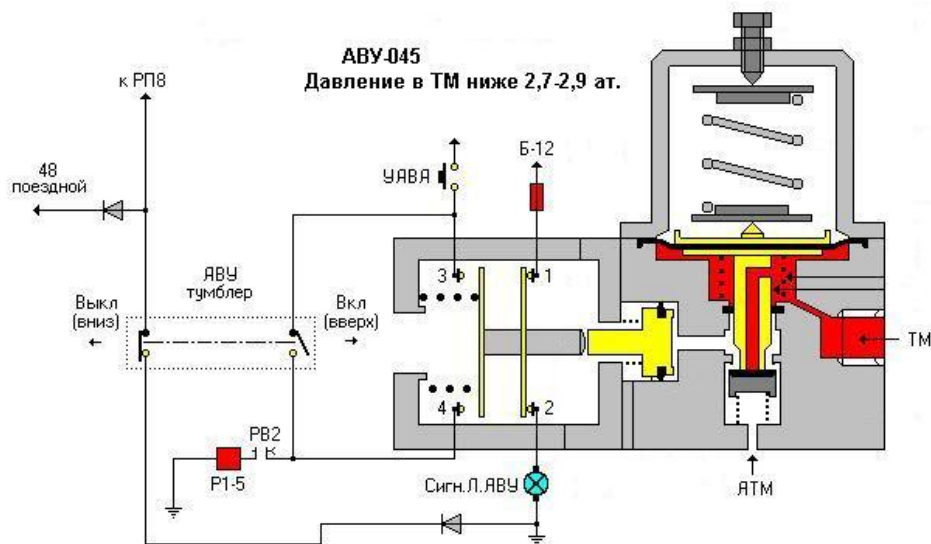 АВУ-045
Давление в ТМ ниже 2,7-2,9 ат.
к РП8
48
поездной
УАВА
Б-12
АВУ
тумблер
Выкл
(вниз)
Вкл
(вверх)
3
1
4
2
ТМ
РВ2
Р1-5
Сигн.Л.АВУ
АТМ